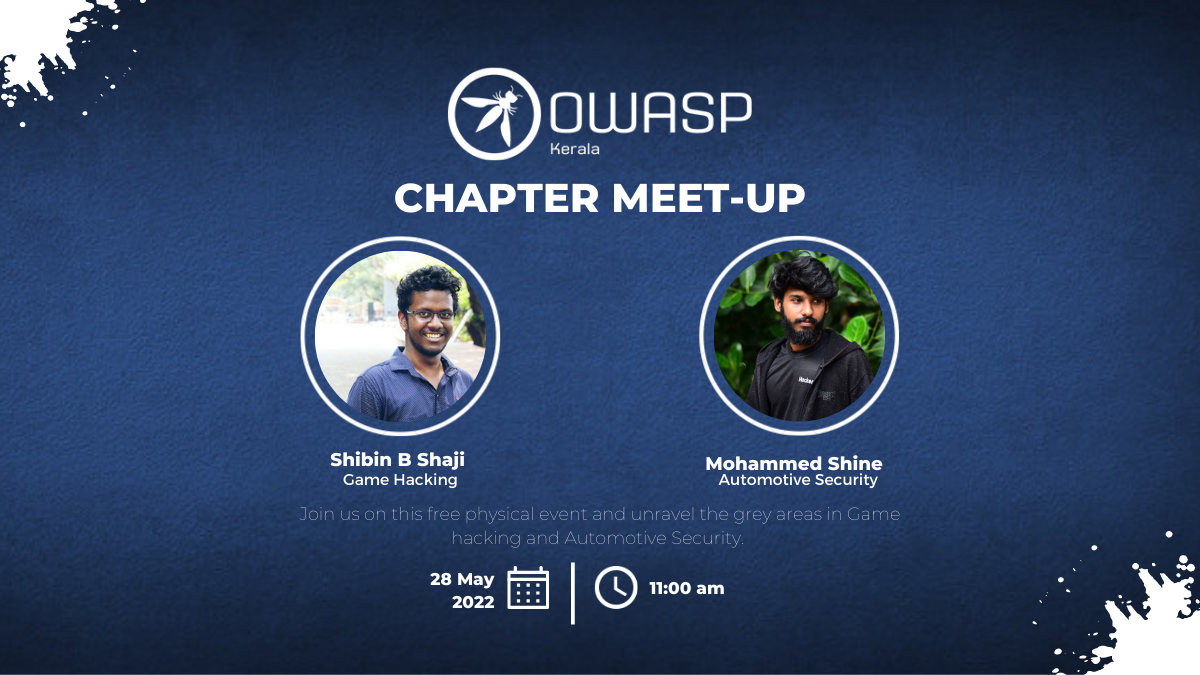 OWASP
Kerala
CHAPTER MEET-UP
Shibin B Shaji
Game Hacking
Mohammed Shine
Automotive Security
Join us on this free physical event and unravel the grey areas in Game
hacking and Automotive Security.
28 May
2022
11:00 am